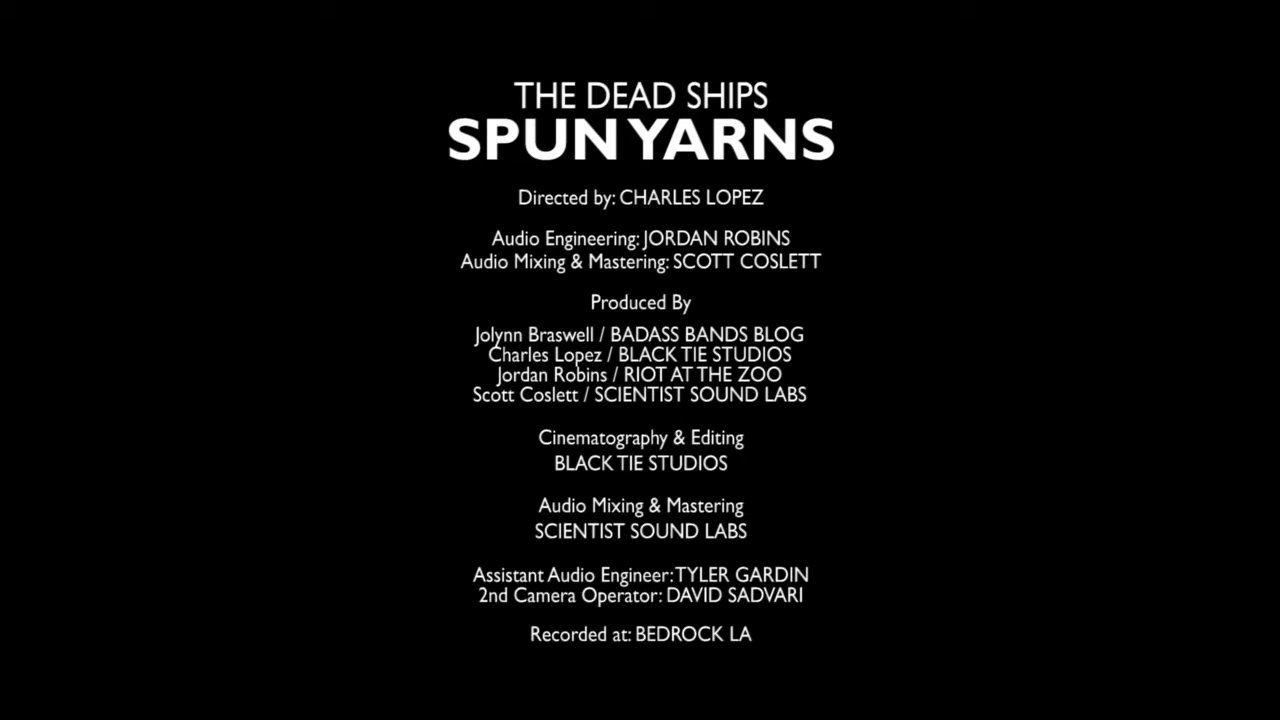 THE DEAD SHIPS
SPUN YARNS
Directed by: CHARLES LOPEZ
Audio Engineering: JORDAN ROBINS
Audio Mixing & Mastering: SCOTT COSLETT
Produced By
Jolynn Braswell / BADASS BANDS BLOG
Charles Lopez / BLACK TIE STUDIOS
Jordan Robins / RIOT AT THE ZOO
Scott Coslett / SCIENTIST SOUND LABS
Cinematography & Editing
BLACK TIE STUDIOS
Audio Mixing & Mastering
SCIENTIST SOUND LABS
Assistant Audio Engineer: TYLER GARDIN
2nd Camera Operator: DAVID SADVARI
Recorded at: BEDROCK LA